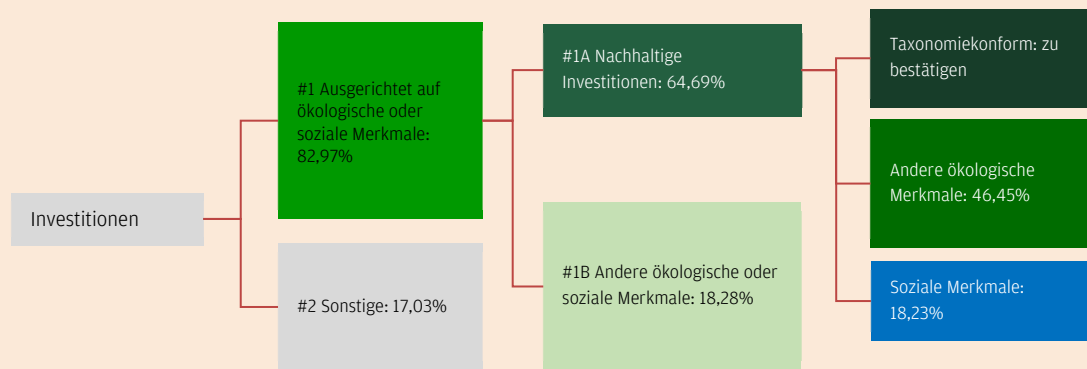 Investitionen
#1 Ausgerichtet auf
ökologische oder
soziale Merkmale:
82,97%
#2 Sonstige: 17,03%
#1A Nachhaltige
Investitionen: 64,69%
#1B Andere ökologische oder
soziale Merkmale: 18,28%
Taxonomiekonform: zu
bestätigen
Andere ökologische
Merkmale: 46,45%
Soziale Merkmale:
18,23%